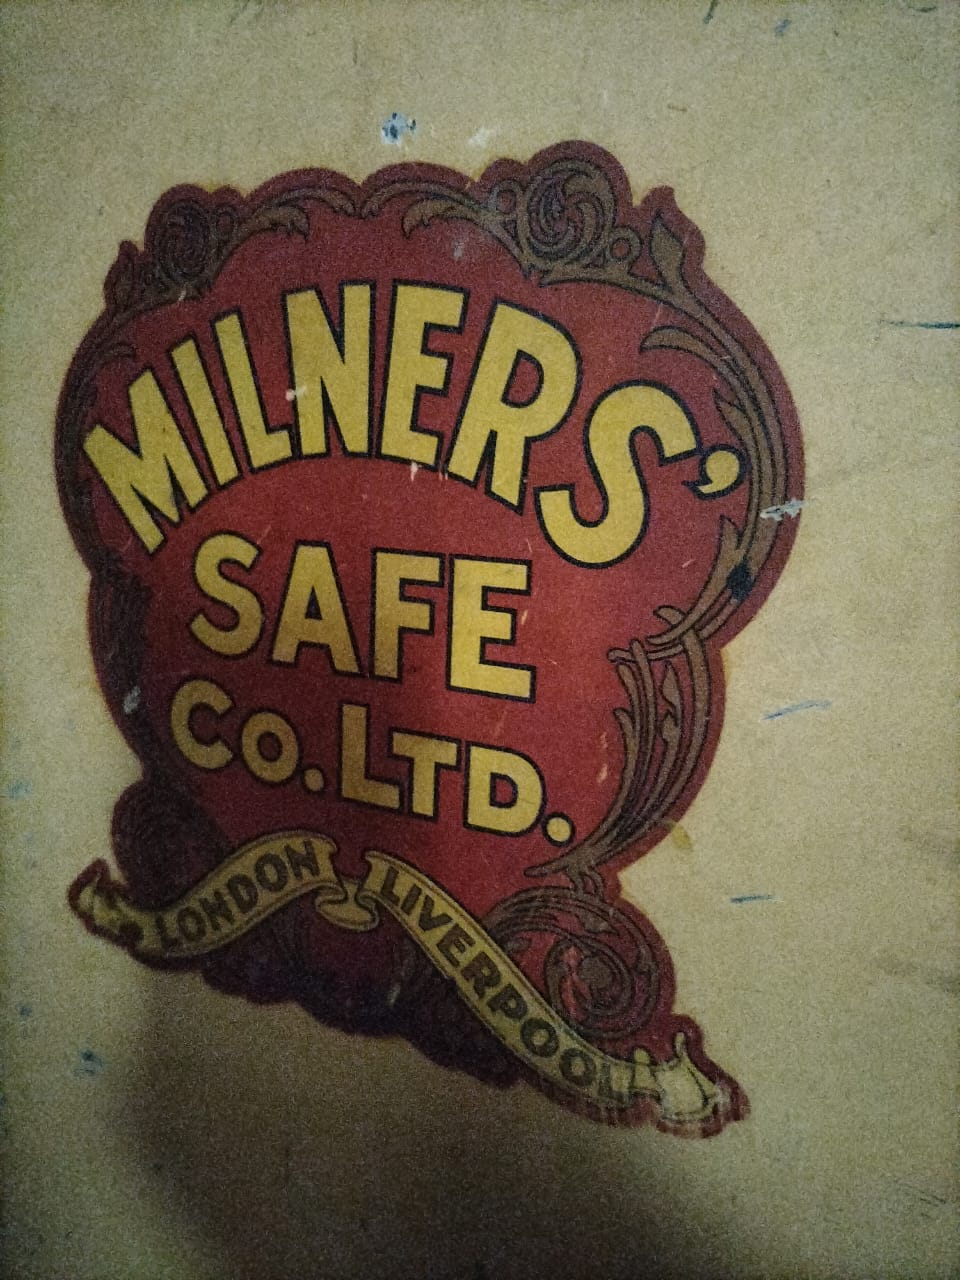 MILNERS'
SAFE
CO. LTD.
LONDON LIVERPOOL